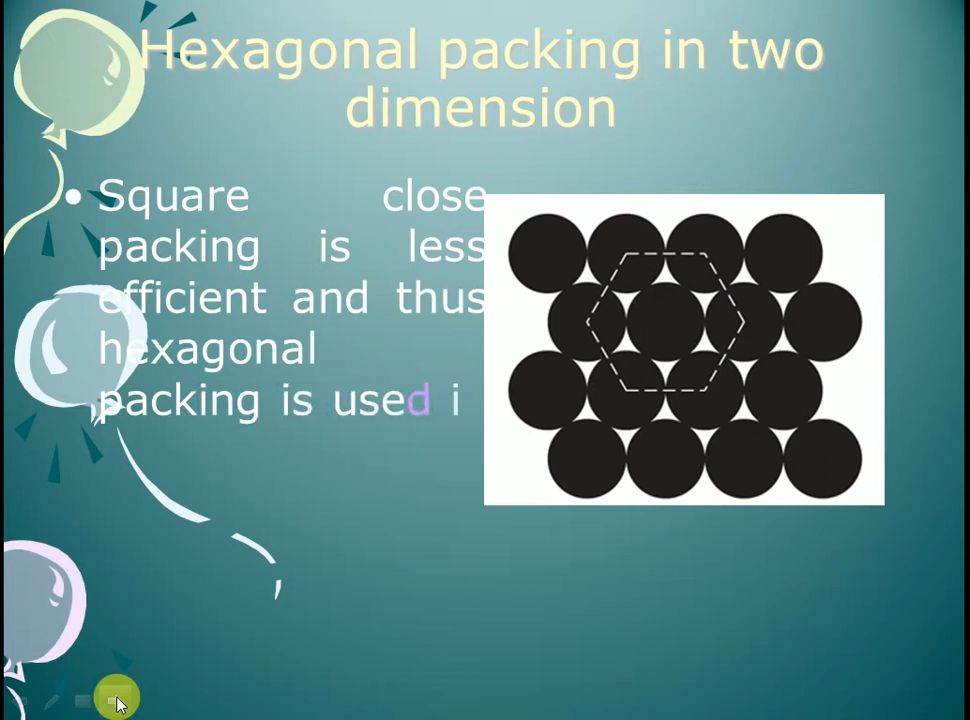 Hexagonal packing in two
dimension
• Square close
packing is less
efficient and thus
hexagonal
packing is used i